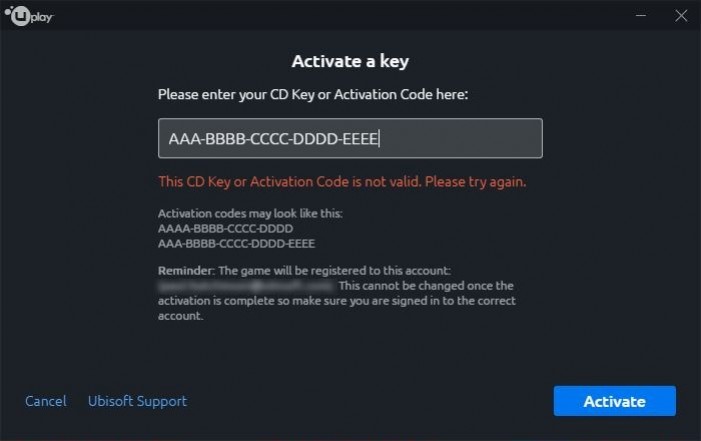 Uplay
Activate a key
Please enter your CD Key or Activation Code here:
AAA-BBBB-CCCC-DDDD-EEEE
This CD Key or Activation Code is not valid. Please try again.
Activation codes may look like this:
AAAA-BBBB-CCCC-DDDD
AAA-BBBB-CCCC-DDDD-EEEE
Reminder: The game will be registered to this account:
This cannot be changed once the
activation is complete so make sure you are signed in to the correct
account.
Cancel
Ubisoft Support
Activate